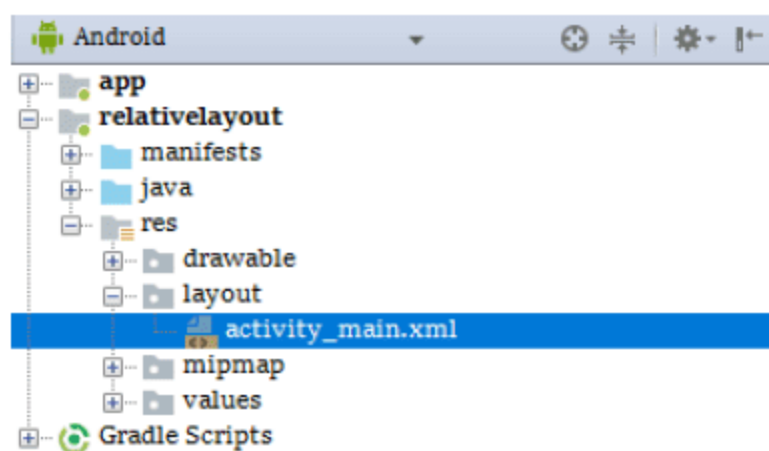 Android
app
relativelayout
manifests
java
res
drawable
layout
activity_main.xml
mipmap
values
Gradle Scripts